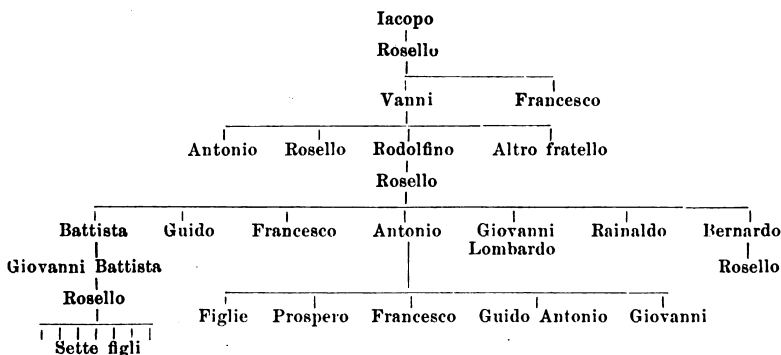 Iacopo
Rosello
Vanni Francesco
Antonio Rosello Rodolfino Altro fratello
Rosello
Battista Guido Francesco Antonio Giovanni Lombardo Rainaldo Bernardo
Giovanni Battista Rosello
Rosello
Figlie Prospero Francesco Guido Antonio Giovanni
Sette figli